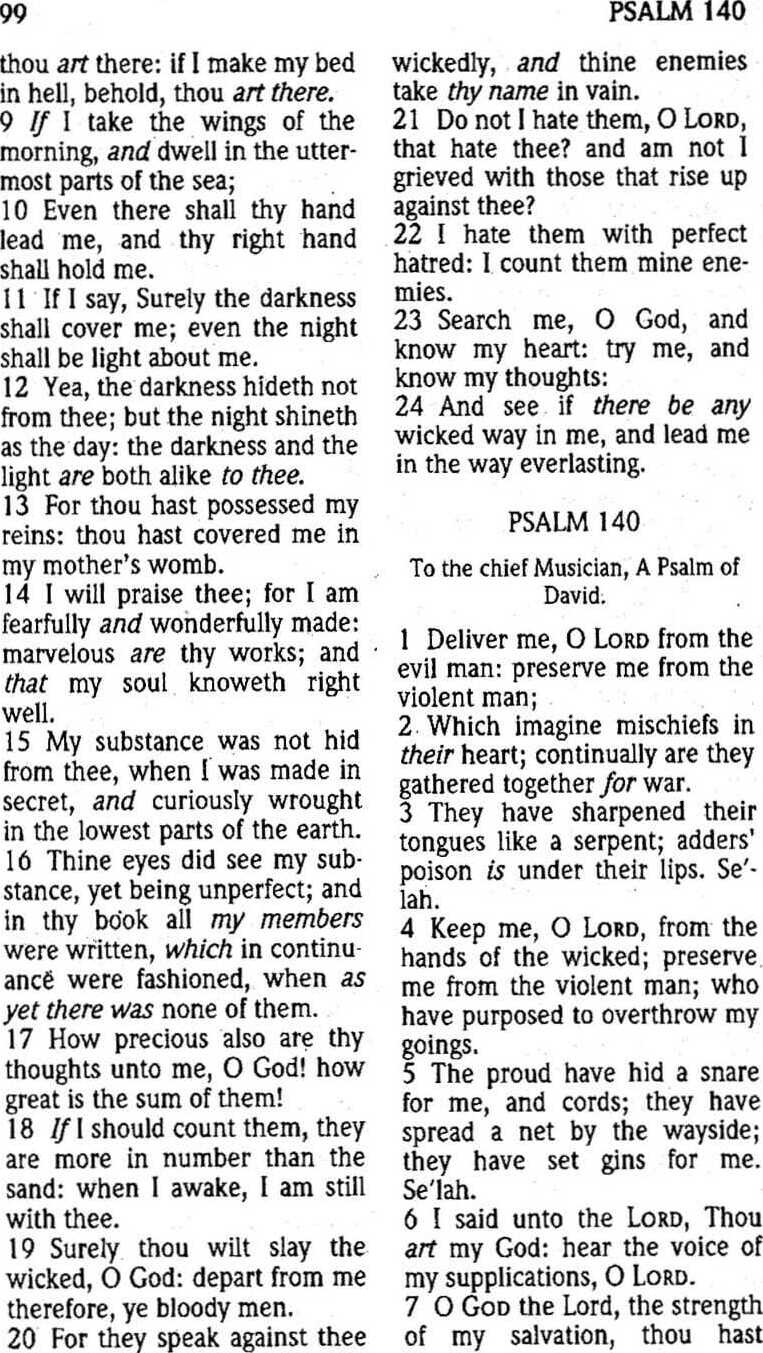 99
PSALM 140
thou art there: if I make my bed
in hell, behold, thou art there.
9 If I take the wings of the
morning, and dwell in the utter-
most parts of the sea;
10 Even there shall thy hand
lead me, and thy right hand
shall hold me.
11 If I say, Surely the darkness
shall cover me; even the night
shall be light about me.
12 Yea, the darkness hideth not
from thee; but the night shineth
as the day: the darkness and the
light are both alike to thee.
13 For thou hast possessed my
reins: thou hast covered me in
my mother's womb.
14 I will praise thee; for I am
fearfully and wonderfully made:
marvelous are thy works; and
that my soul knoweth right
well.
15 My substance was not hid
from thee, when I was made in
secret, and curiously wrought
in the lowest parts of the earth.
16 Thine eyes did see my sub-
stance, yet being unperfect; and
in thy book all my members
were written, which in continu-
ance were fashioned, when as
yet there was none of them.
17 How precious also are thy
thoughts unto me, O God! how
great is the sum of them!
18 If I should count them, they
are more in number than the
sand: when I awake, I am still
with thee.
19 Surely thou wilt slay the
wicked, O God: depart from me
therefore, ye bloody men.
20 For they speak against thee
wickedly, and thine enemies
take thy name in vain.
21 Do not I hate them, O LORD,
that hate thee? and am not I
grieved with those that rise up
against thee?
22 I hate them with perfect
hatred: I count them mine ene-
mies.
23 Search me, O God, and
know my heart: try me, and
know my thoughts:
24 And see if there be any
wicked way in me, and lead me
in the way everlasting.
PSALM 140
To the chief Musician, A Psalm of
David.
1 Deliver me, O LORD from the
evil man: preserve me from the
violent man;
2 Which imagine mischiefs in
their heart; continually are they
gathered together for war.
3 They have sharpened their
tongues like a serpent; adders'
poison is under their lips. Se'-
lah.
4 Keep me, O LORD, from the
hands of the wicked; preserve
me from the violent man; who
have purposed to overthrow my
goings.
5 The proud have hid a snare
for me, and cords; they have
spread a net by the wayside;
they have set gins for me.
Se'lah.
6 I said unto the LORD, Thou
art my God: hear the voice of
my supplications, O LORD.
7 O GOD the Lord, the strength
of my salvation, thou hast